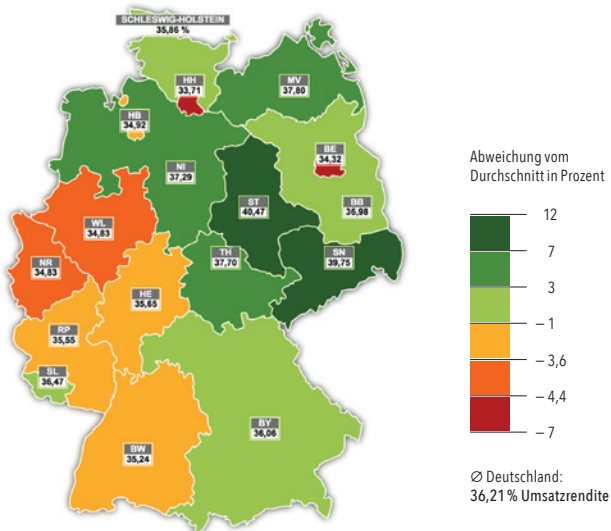 SCHLESWIG-HOLSTEIN
35,86 %
HH
33,71
MV
37,80
HB
34,92
BE
34,32
NI
37,29
ST
40,47
BB
36,98
WL
34,83
NR
34,83
TH
37,70
SN
39,75
HE
35,65
RP
35,55
SL
36,47
BY
36,06
BW
35,24
Abweichung vom
Durchschnitt in Prozent
12
7
3
– 1
– 3,6
– 4,4
– 7
∅ Deutschland:
36,21 % Umsatzrendite